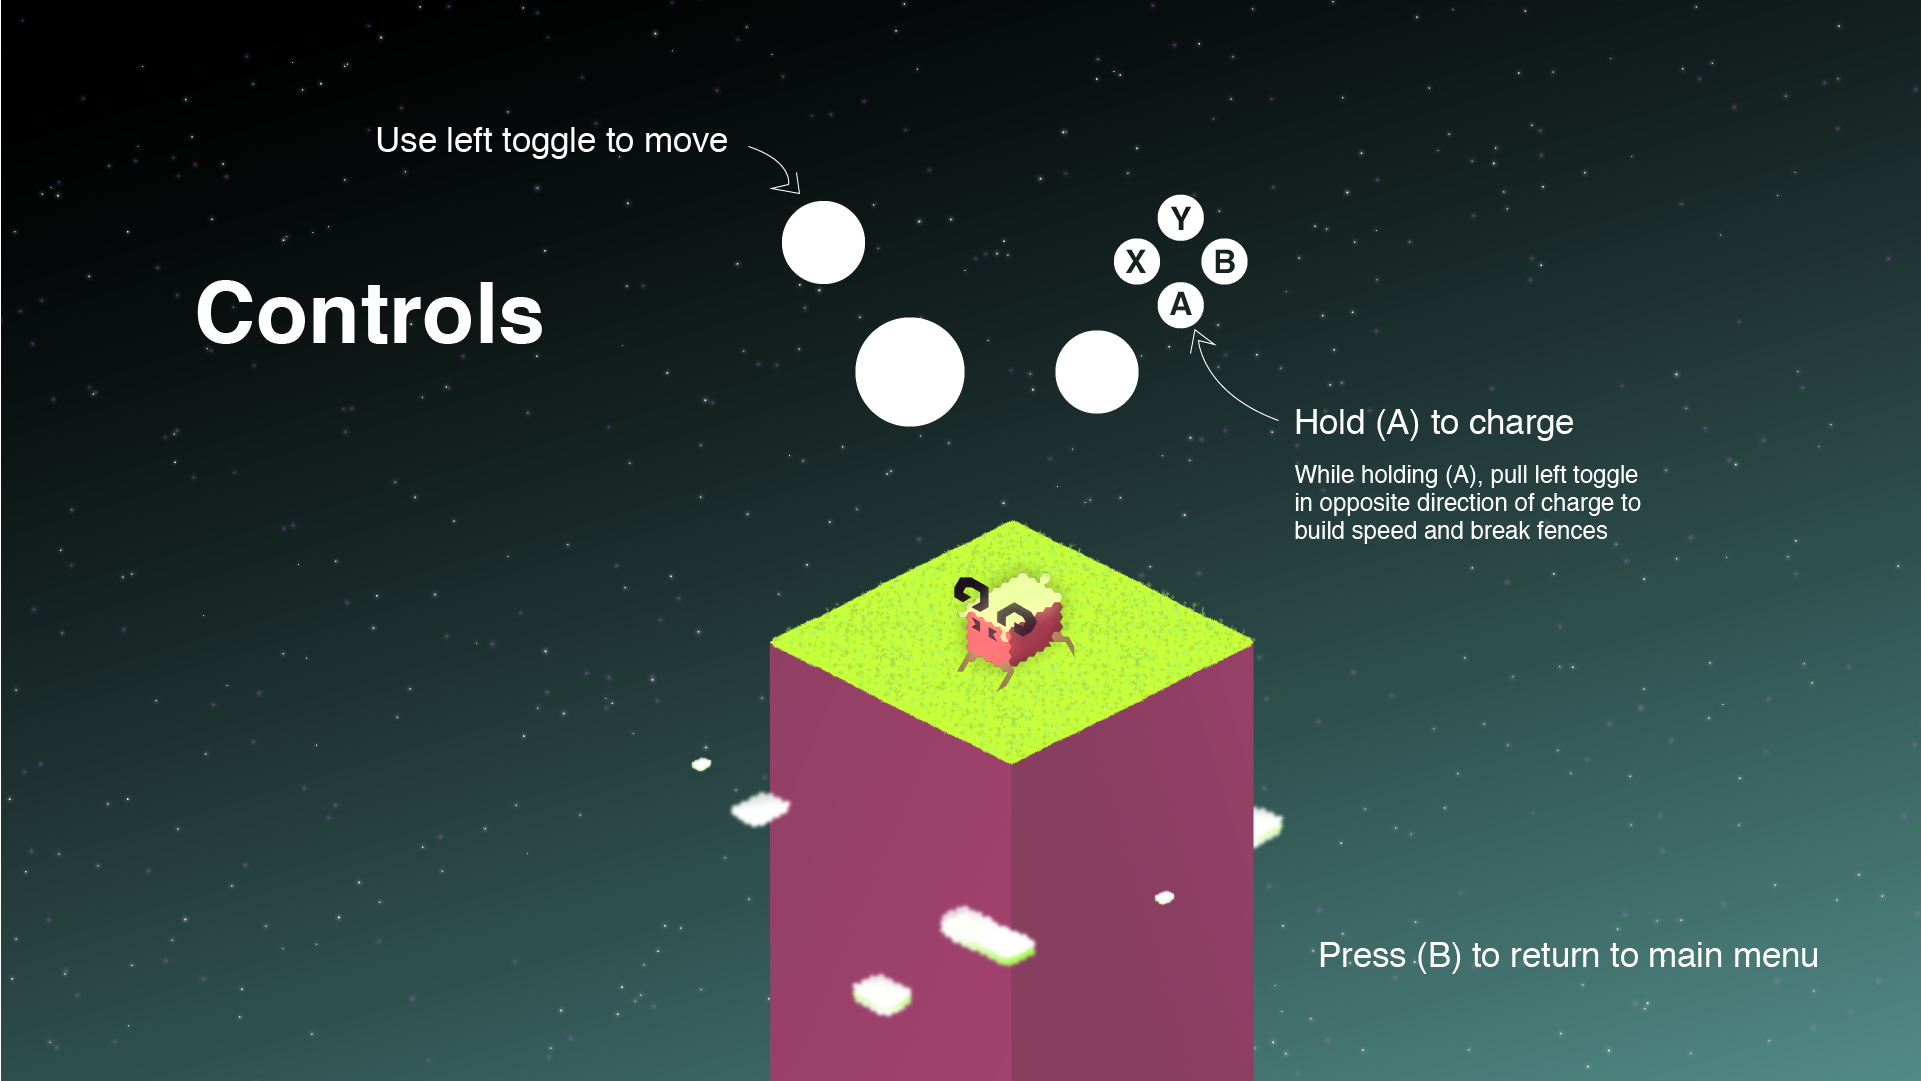 Use left toggle to move
Controls
Y
X
B
A
Hold (A) to charge
While holding (A), pull left toggle
in opposite direction of charge to
build speed and break fences
Press (B) to return to main menu